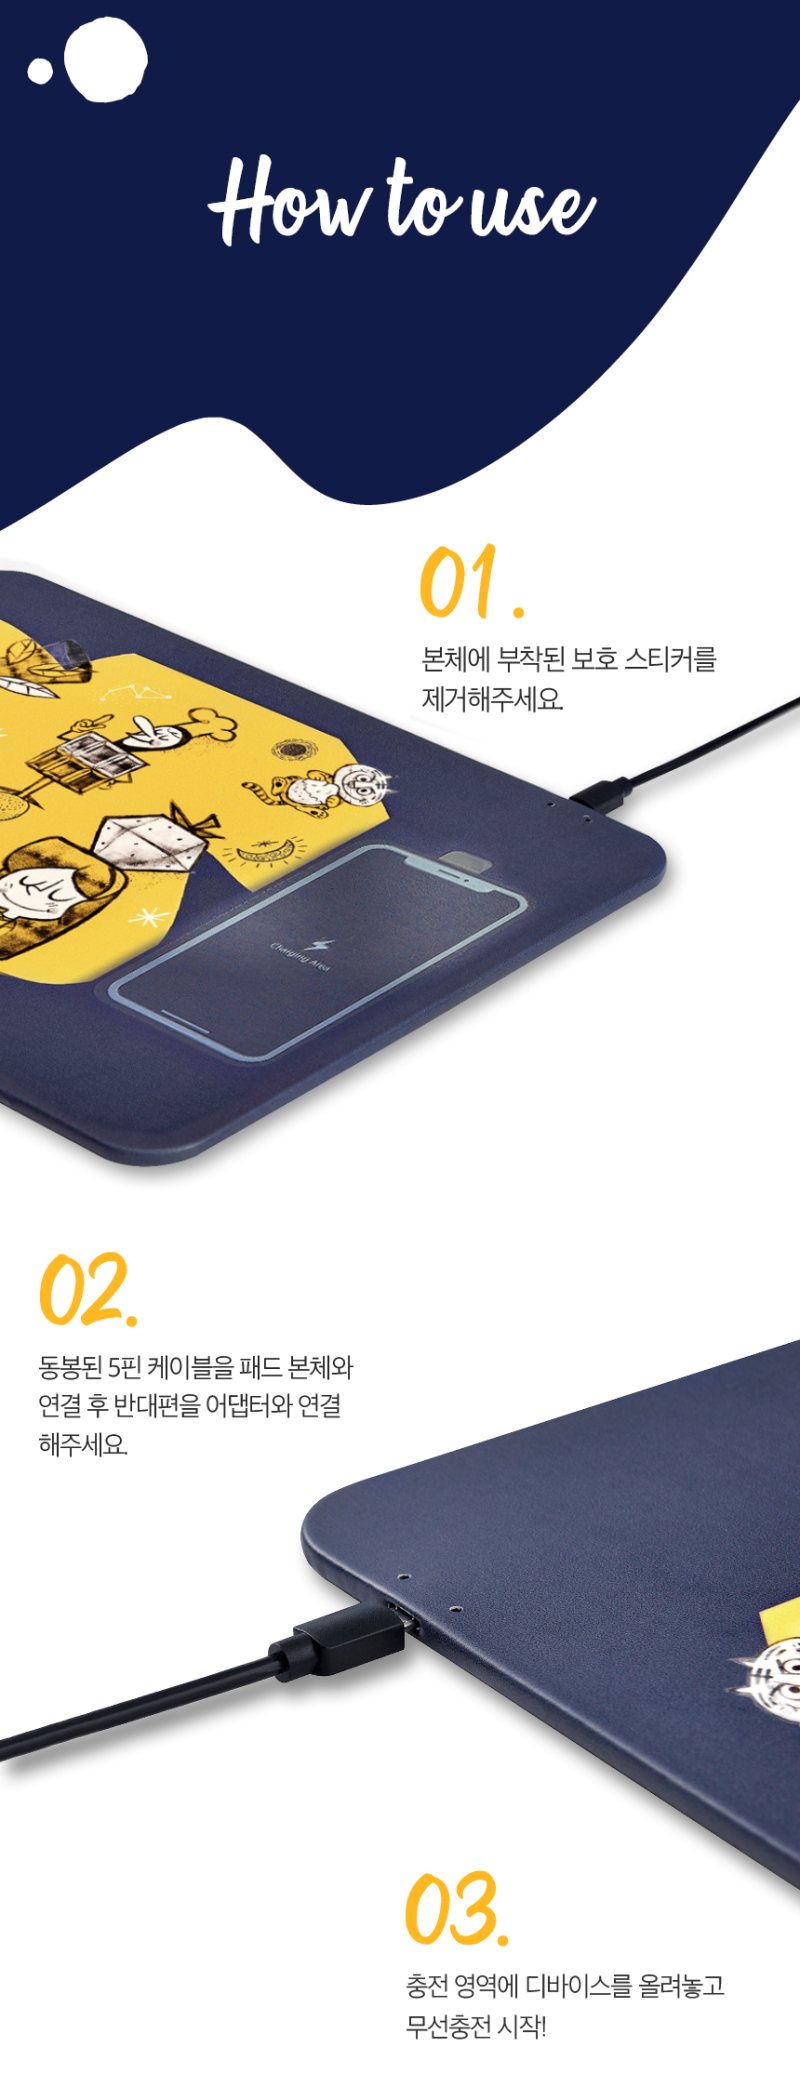 How to use
01.
본체에 부착된 보호 스티커를
제거해주세요.
Charging Area
02.
동봉된 5핀 케이블을 패드 본체와
연결 후 반대편을 어댑터와 연결
해주세요.
03.
충전 영역에 디바이스를 올려놓고
무선충전 시작!